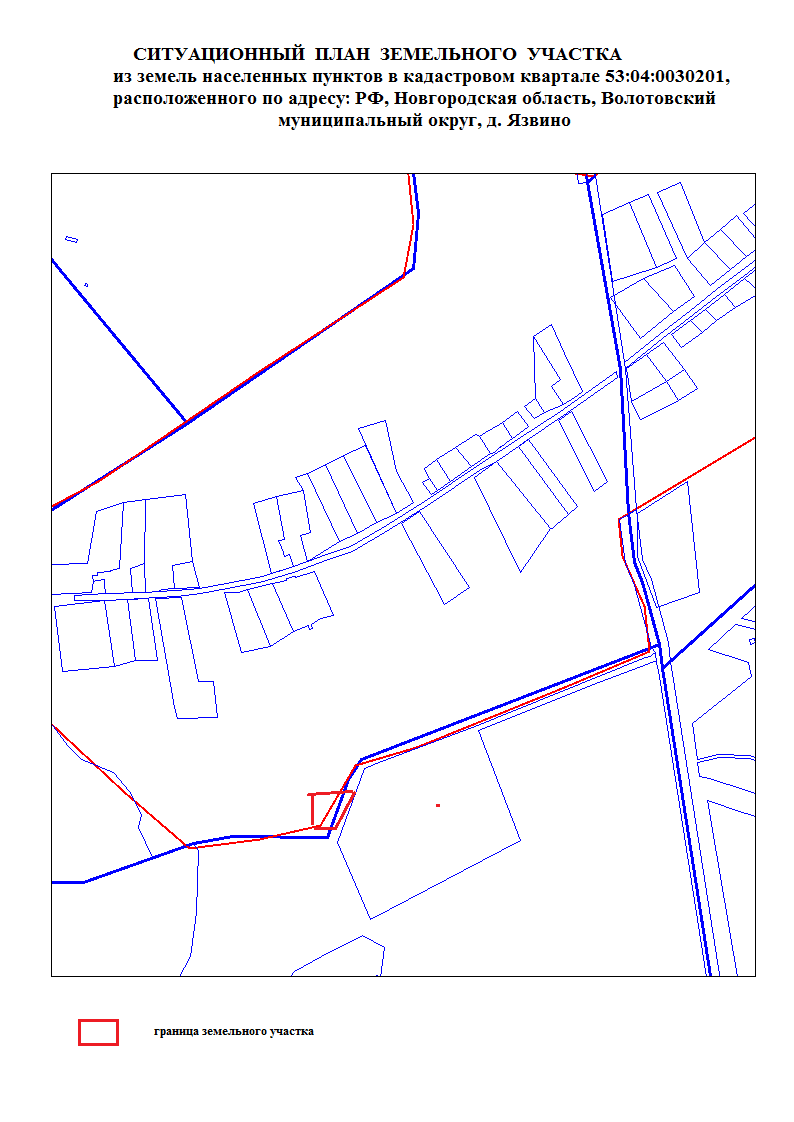 СИТУАЦИОННЫЙ ПЛАН ЗЕМЕЛЬНОГО УЧАСТКА
из земель населенных пунктов в кадастровом квартале 53:04:0030201,
расположенного по адресу: РФ, Новгородская область, Волотовский
муниципальный округ, д. Язвино
граница земельного участка